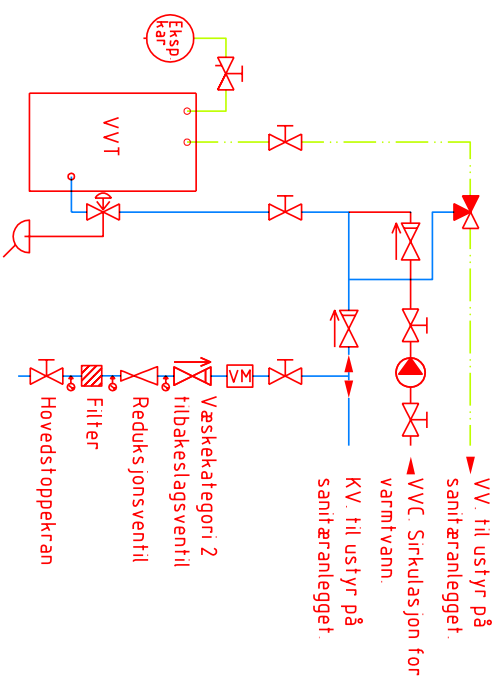 Eksp.
kar
VVT
VM
Hovedstoppekran
Filter
Reduksjonsventil
Væskekategori 2
tilbakeslagsventil
KV. til ustyr på
sanitæranlegget.
VVC. Sirkulasjon for
varmtvann.
VV. til ustyr på
sanitæranlegget.